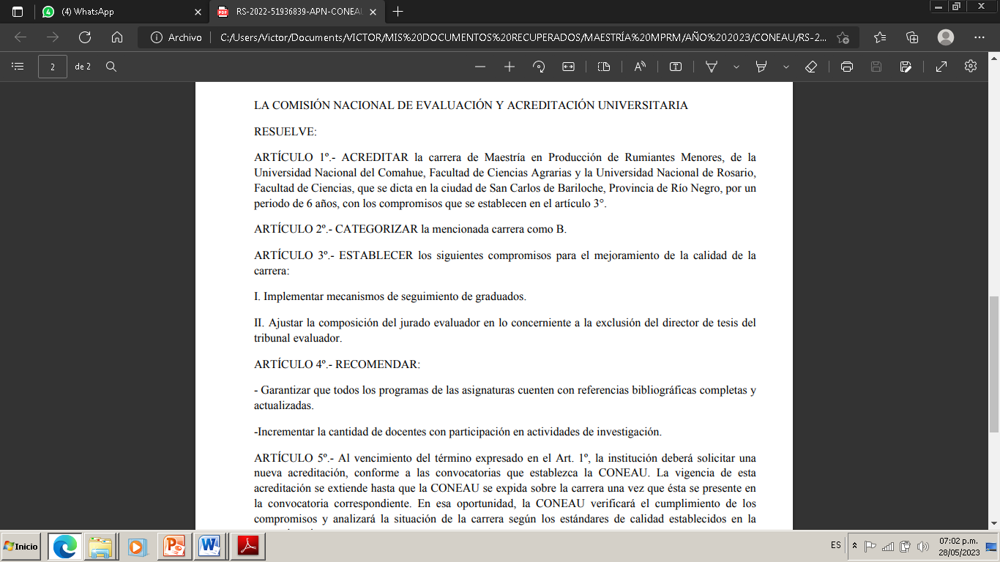 (4) WhatsApp
RS-2022-51936839-APN-CONEA
Archivo
C:/Users/Victor/Documents/VICTOR/MIS%20DOCUMENTOS%20RECUPERADOS/MAESTRÍA%20MPRM/AÑO%202023/CONEAU/RS-2...
2 de 2
LA COMISIÓN NACIONAL DE EVALUACIÓN Y ACREDITACIÓN UNIVERSITARIA
RESUELVE:
ARTÍCULO 1º.- ACREDITAR la carrera de Maestría en Producción de Rumiantes Menores, de la
Universidad Nacional del Comahue, Facultad de Ciencias Agrarias y la Universidad Nacional de Rosario,
Facultad de Ciencias, que se dicta en la ciudad de San Carlos de Bariloche, Provincia de Río Negro, por un
periodo de 6 años, con los compromisos que se establecen en el artículo 3°.
ARTÍCULO 2º.- CATEGORIZAR la mencionada carrera como B.
ARTÍCULO 3º.- ESTABLECER los siguientes compromisos para el mejoramiento de la calidad de la
carrera:
I. Implementar mecanismos de seguimiento de graduados.
II. Ajustar la composición del jurado evaluador en lo concerniente a la exclusión del director de tesis del
tribunal evaluador.
ARTÍCULO 4º.- RECOMENDAR:
- Garantizar que todos los programas de las asignaturas cuenten con referencias bibliográficas completas y
actualizadas.
-Incrementar la cantidad de docentes con participación en actividades de investigación.
ARTÍCULO 5º.- Al vencimiento del término expresado en el Art. 1º, la institución deberá solicitar una
nueva acreditación, conforme a las convocatorias que establezca la CONEAU. La vigencia de esta
acreditación se extiende hasta que la CONEAU se expida sobre la carrera una vez que ésta se presente en
la convocatoria correspondiente. En esa oportunidad, la CONEAU verificará el cumplimiento de los
compromisos y analizará la situación de la carrera según los estándares de calidad establecidos en la
Inicio
ES
07:02 p.m.
28/05/2023